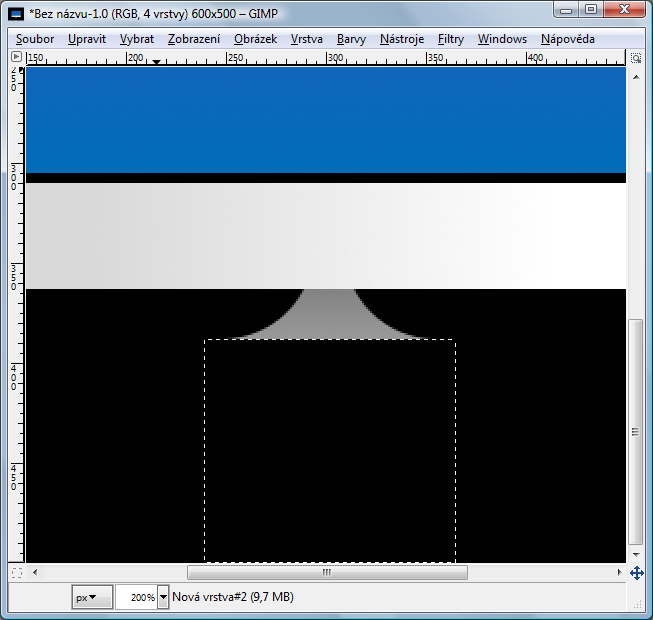 *Bez názvu-1.0 (RGB, 4 vrstvy) 600x500 – GIMP
Soubor Upravit Vybrat Zobrazení Obrázek Vrstva Barvy Nástroje Filtry Windows Nápověda
150 200 250 300 350 400
250
300
350
400
450
px 200% Nová vrstva#2 (9,7 MB)